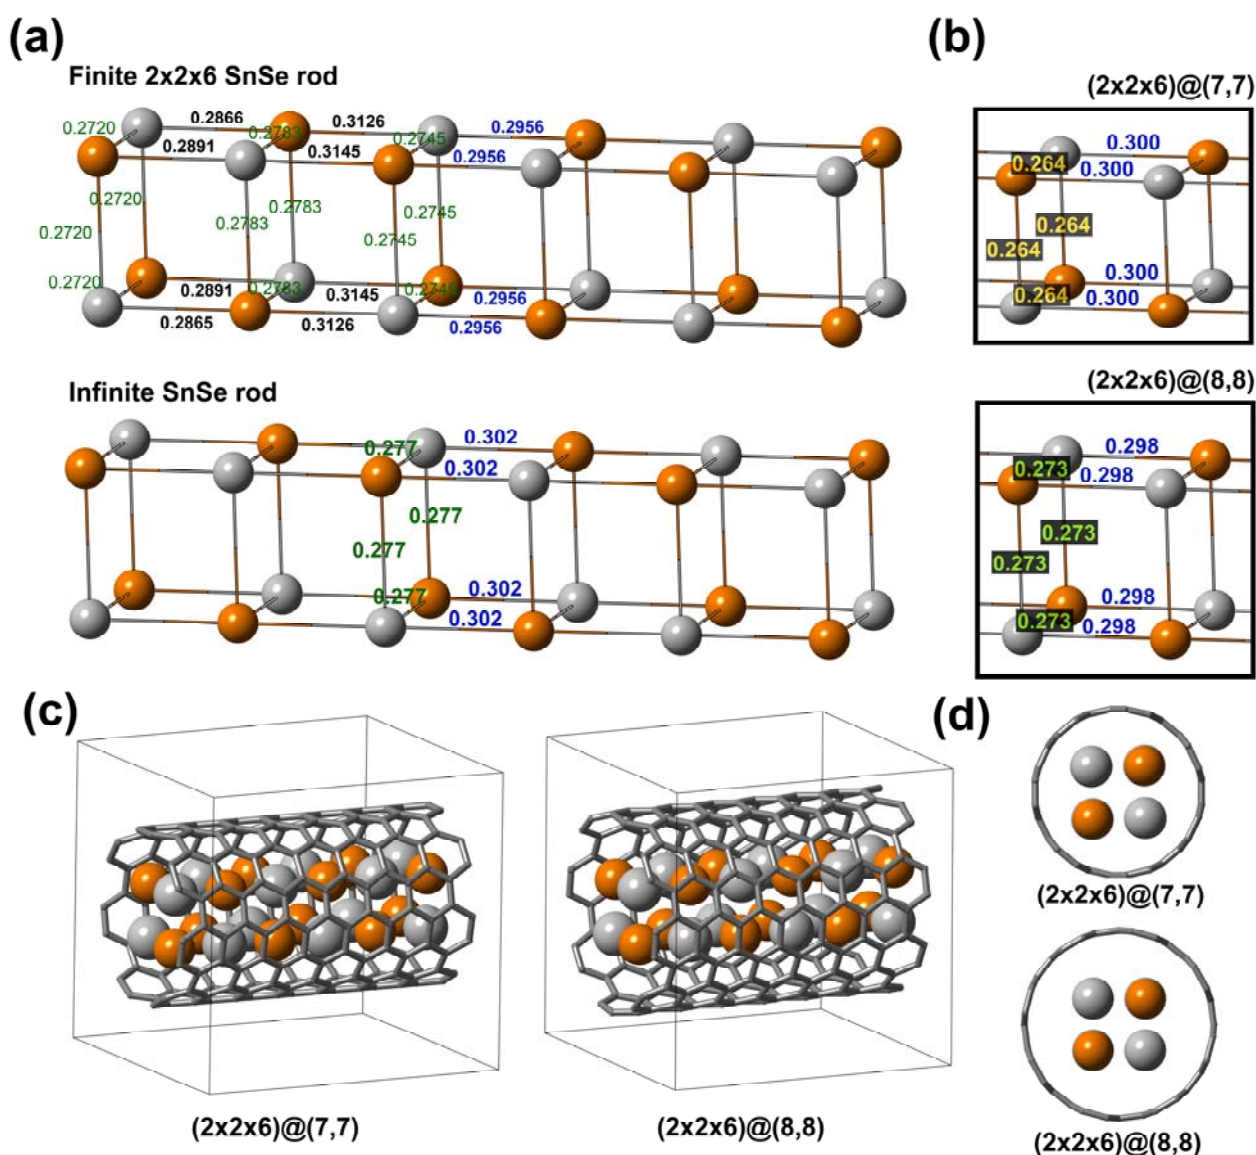 (a)
Finite 2x2x6 SnSe rod
0.2720 0.2866 0.2783 0.3126 0.2745 0.2956
0.2891 0.3145 0.2956
0.2720 0.2783 0.2745
0.2720 0.2783 0.2745
0.2720 0.2891 0.2783 0.3145 0.2745 0.2956
0.2865 0.3126 0.2956
Infinite SnSe rod
0.277 0.302
0.302
0.277
0.277
0.277 0.302
0.302
(b)
(2x2x6)@(7,7)
0.264 0.300
0.300
0.264
0.264
0.264 0.300
0.300
(2x2x6)@(8,8)
0.273 0.298
0.298
0.273
0.273
0.273 0.298
0.298
(c)
(2x2x6)@(7,7)
(2x2x6)@(8,8)
(d)
(2x2x6)@(7,7)
(2x2x6)@(8,8)